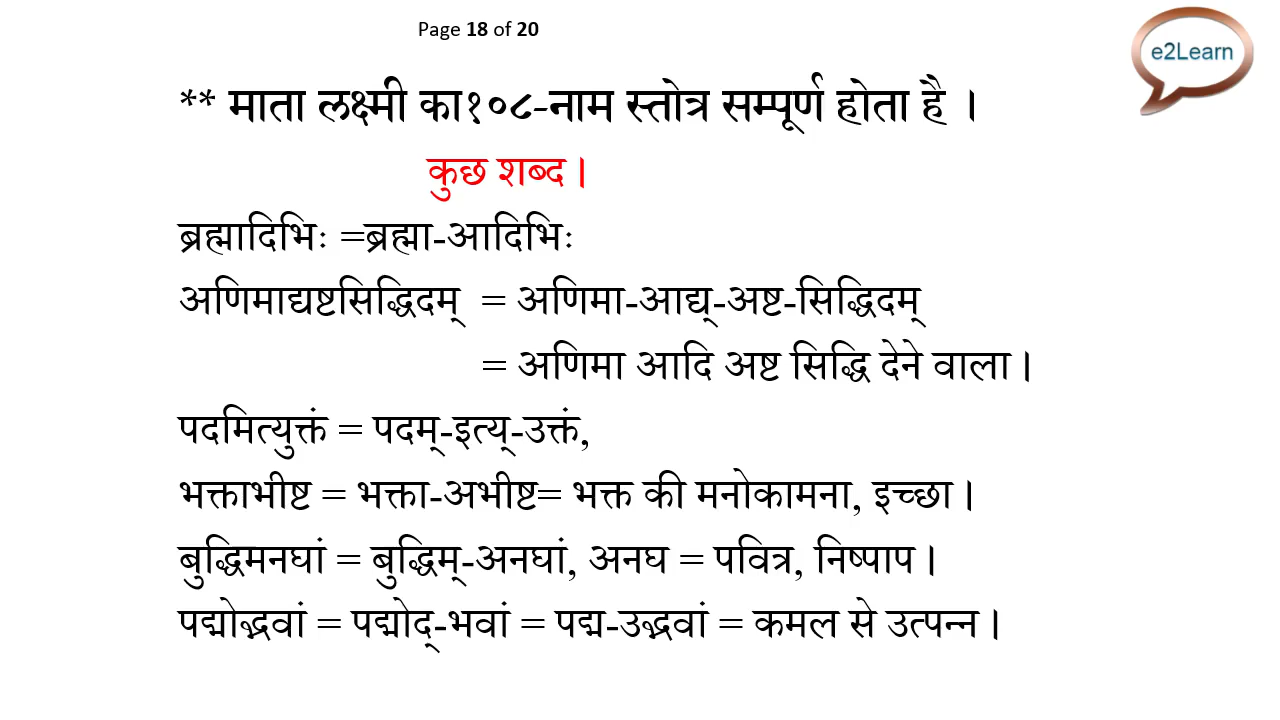 Page 18 of 20
e2Learn
** माता लक्ष्मी का१०८-नाम स्तोत्र सम्पूर्ण होता है ।
कुछ शब्द।
ब्रह्मादिभिः =ब्रह्मा-आदिभिः
अणिमाद्यष्टसिद्धिदम् = अणिमा-आद्य्-अष्ट-सिद्धिदम्
= अणिमा आदि अष्ट सिद्धि देने वाला।
पदमित्युक्तं = पदम्-इत्य्-उक्तं,
भक्ताभीष्ट = भक्ता-अभीष्ट= भक्त की मनोकामना, इच्छा।
बुद्धिमनघां = बुद्धिम्-अनघां, अनघ = पवित्र, निष्पाप।
पद्मोद्भवां = पद्मोद्-भवां = पद्म-उद्भवां = कमल से उत्पन्न।